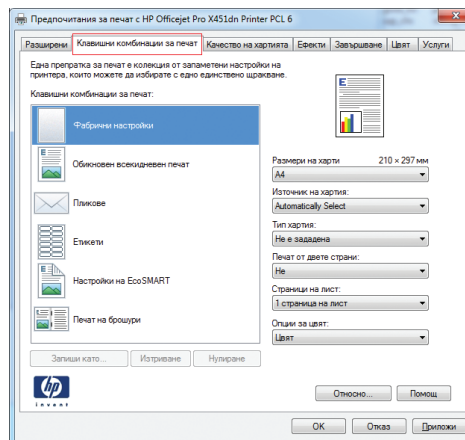 Предпочитания за печат с HP Officejet Pro X451dn Printer PCL 6
Разширени
Клавишни комбинации за печат
Качество на хартията
Ефекти
Завършване
Цвят
Услуги
Една препратка за печат е колекция от запаметени настройки на
принтера, които можете да избирате с едно единствено щракване.
Клавишни комбинации за печат:
Фабрични настройки
Обикновен всекидневен печат
Пликове
Етикети
Настройки на EcoSMART
Печат на брошури
Запиши като...
Изтриване
Нулиране
E
Размери на харти
210 × 297 мм
A4
Източник на хартия:
Automatically Select
Тип хартия:
Не е зададена
Печат от двете страни:
Не
Страници на лист:
1 страница на лист
Опции за цвят:
Цвят
hp
invent
Относно...
Помощ
OK
Отказ
Приложи